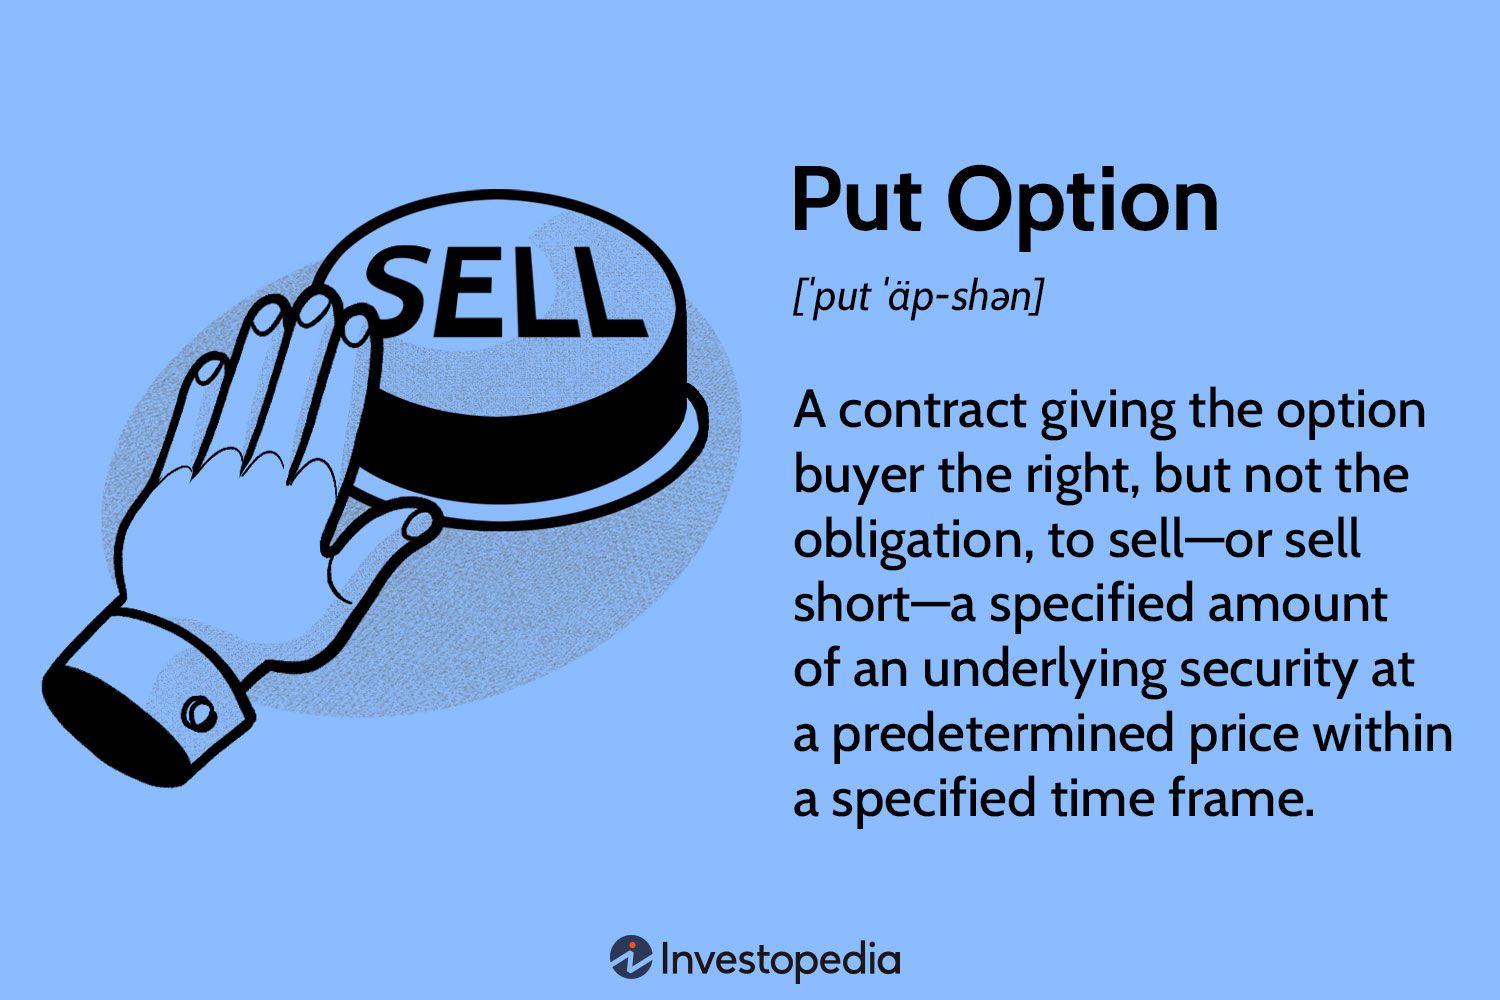 SELL
Put Option
[ˈput ˈäp-shən]
A contract giving the option
buyer the right, but not the
obligation, to sell—or sell
short—a specified amount
of an underlying security at
a predetermined price within
a specified time frame.
Investopedia